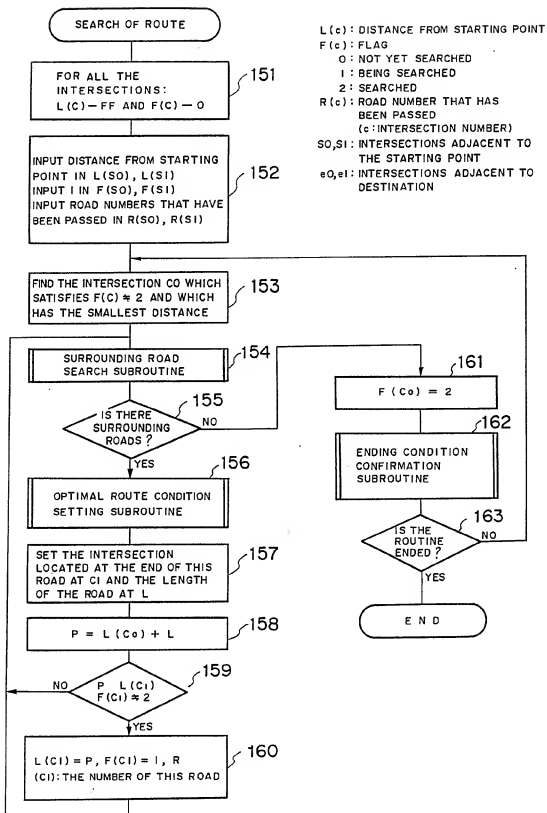 SEARCH OF ROUTE
FOR ALL THE
INTERSECTIONS:
L(C)-FF AND F(C)-O
151
INPUT DISTANCE FROM STARTING
POINT IN L(SO), L(SI)
INPUT I IN F(SO), F(SI)
INPUT ROAD NUMBERS THAT HAVE
BEEN PASSED IN R(SO), R(SI)
152
FIND THE INTERSECTION CO WHICH
SATISFIES F(C)≒2 AND WHICH
HAS THE SMALLEST DISTANCE
153
SURROUNDING ROAD
SEARCH SUBROUTINE
154
IS THERE
SURROUNDING
ROADS?
155
NO
YES
OPTIMAL ROUTE CONDITION
SETTING SUBROUTINE
156
SET THE INTERSECTION
LOCATED AT THE END OF THIS
ROAD AT CI AND THE LENGTH
OF THE ROAD AT L
157
P = L(Co) + L
158
P L(CI)
F(CI)≒2
159
NO
YES
L(CI)=P, F(CI)=I, R
(CI): THE NUMBER OF THIS ROAD
160
L(c): DISTANCE FROM STARTING POINT
F(c): FLAG
O: NOT YET SEARCHED
I: BEING SEARCHED
2: SEARCHED
R(c): ROAD NUMBER THAT HAS
BEEN PASSED
(c: INTERSECTION NUMBER)
SO,SI: INTERSECTIONS ADJACENT TO
THE STARTING POINT
eO,eI: INTERSECTIONS ADJACENT TO
DESTINATION
161
F(Co) = 2
162
ENDING CONDITION
CONFIRMATION
SUBROUTINE
163
IS THE
ROUTINE
ENDED?
NO
YES
END